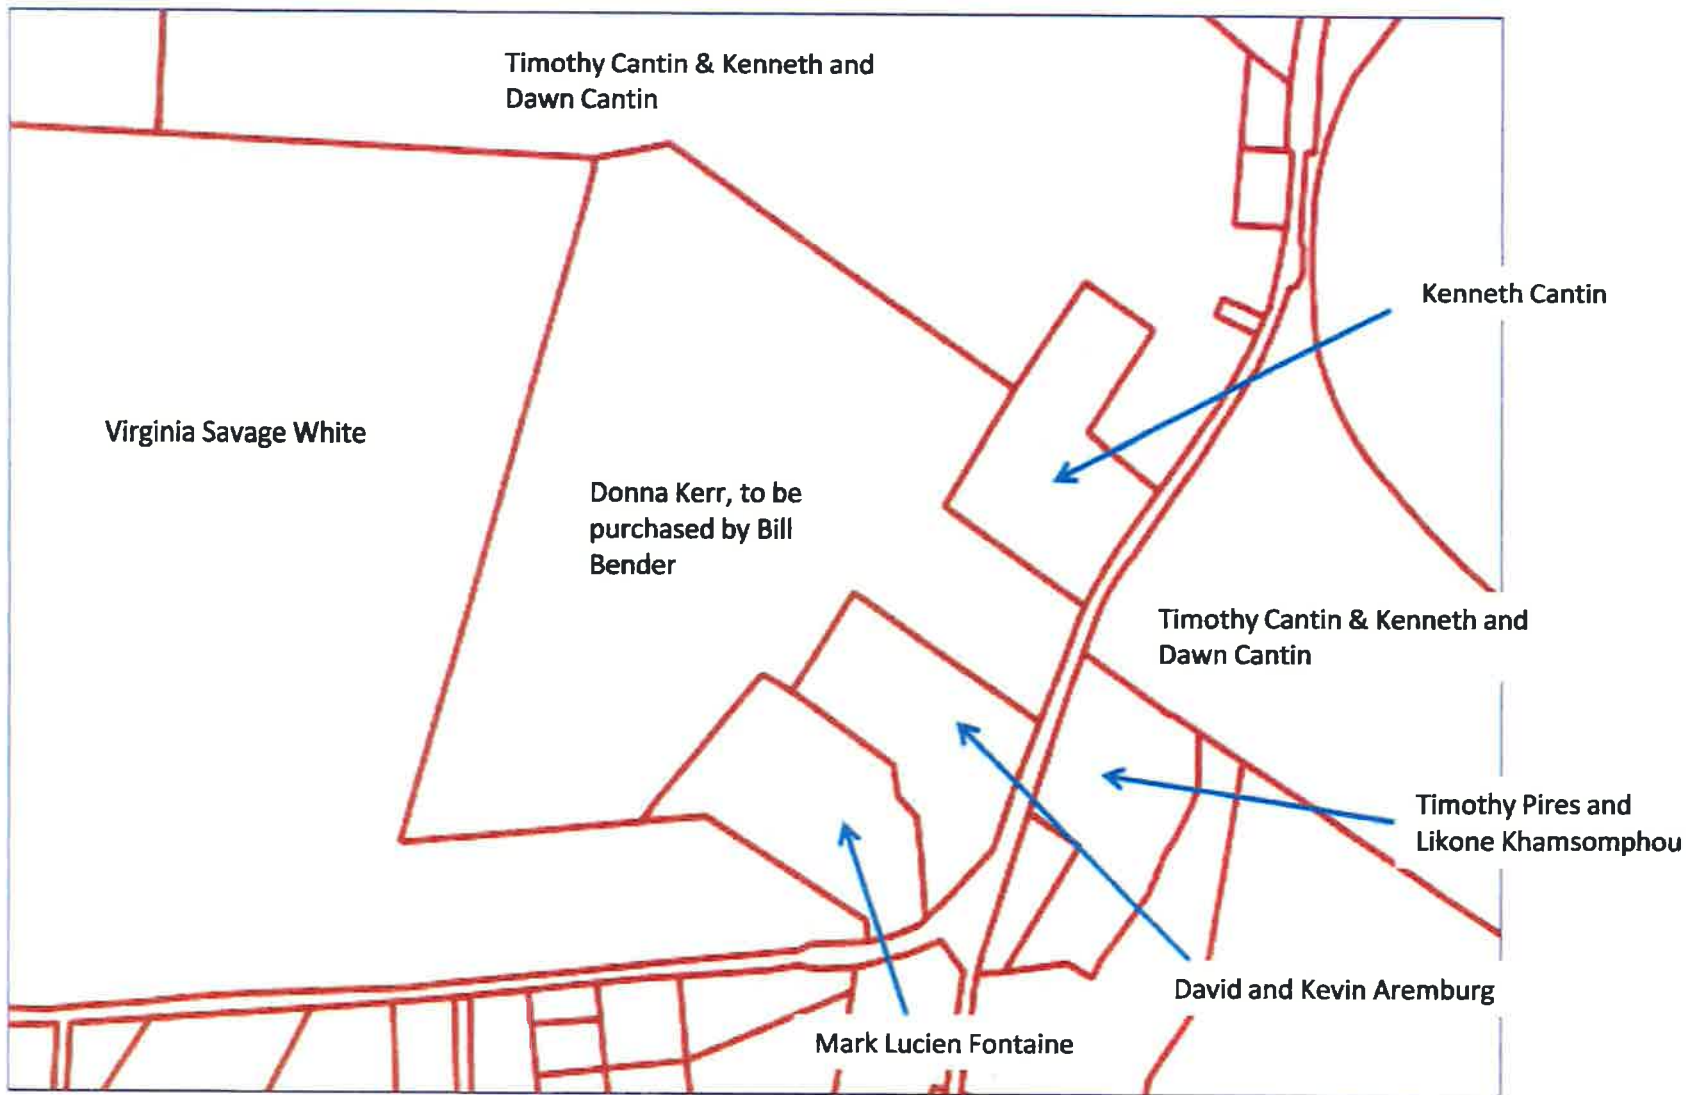 Timothy Cantin & Kenneth and
Dawn Cantin
Kenneth Cantin
Virginia Savage White
Donna Kerr, to be
purchased by Bill
Bender
Timothy Cantin & Kenneth and
Dawn Cantin
Timothy Pires and
Likone Khamsomphou
David and Kevin Aremburg
Mark Lucien Fontaine